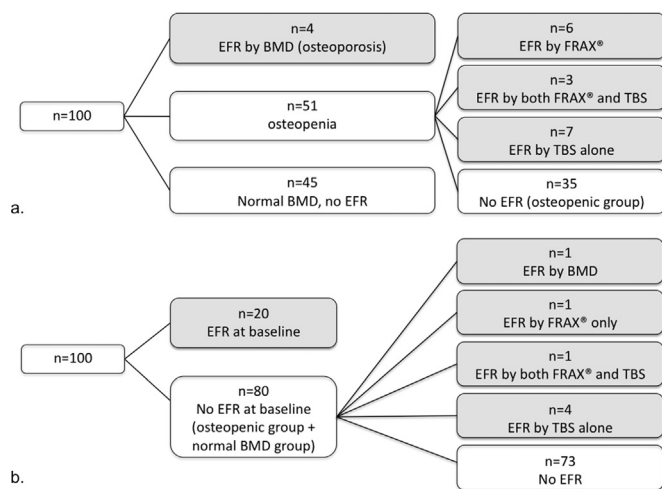 n=100
n=4
EFR by BMD (osteoporosis)
n=51
osteopenia
n=45
Normal BMD, no EFR
n=6
EFR by FRAX®
n=3
EFR by both FRAX® and TBS
n=7
EFR by TBS alone
n=35
No EFR (osteopenic group)
a.
n=100
n=20
EFR at baseline
n=80
No EFR at baseline
(osteopenic group +
normal BMD group)
n=1
EFR by BMD
n=1
EFR by FRAX® only
n=1
EFR by both FRAX® and TBS
n=4
EFR by TBS alone
n=73
No EFR
b.